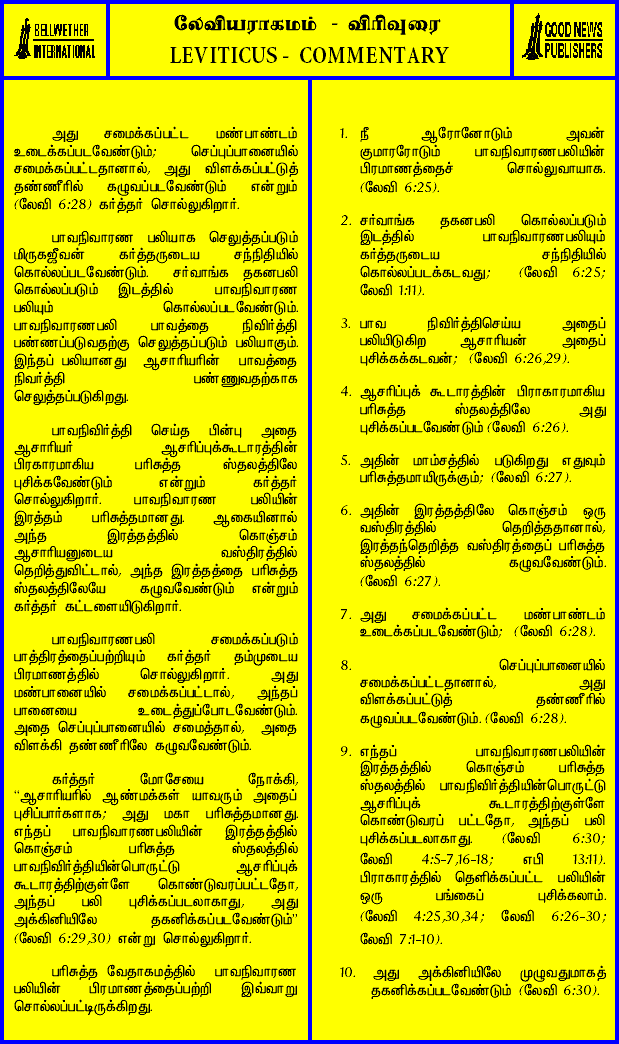 BELLWETHER
INTERNATIONAL
லேவியராகமம் - விரிவுரை
LEVITICUS - COMMENTARY
GOOD NEWS
PUBLISHERS
அது சமைக்கப்பட்ட மண்பாண்டம்
உடைக்கப்படவேண்டும்; செப்புப்பானையில்
சமைக்கப்பட்டதானால், அது விளக்கப்பட்டுத்
தண்ணீரில் கழுவப்படவேண்டும் என்றும்
(லேவி 6:28) கர்த்தர் சொல்லுகிறார்.
பாவநிவாரண பலியாக செலுத்தப்படும்
மிருகஜீவன் கர்த்தருடைய சந்நிதியில்
கொல்லப்படவேண்டும். சர்வாங்க தகனபலி
கொல்லப்படும் இடத்தில் பாவநிவாரண
பலியும் கொல்லப்படவேண்டும்.
பாவநிவாரணபலி பாவத்தை நிவிர்த்தி
பண்ணப்படுவதற்கு செலுத்தப்படும் பலியாகும்.
இந்தப் பலியானது ஆசாரியரின் பாவத்தை
நிவர்த்தி பண்ணுவதற்காக
செலுத்தப்படுகிறது.
பாவநிவிர்த்தி செய்த பின்பு அதை
ஆசாரியர் ஆசரிப்புக்கூடாரத்தின்
பிரகாரமாகிய பரிசுத்த ஸ்தலத்திலே
புசிக்கவேண்டும் என்றும் கர்த்தர்
சொல்லுகிறார். பாவநிவாரண பலியின்
இரத்தம் பரிசுத்தமானது. ஆகையினால்
அந்த இரத்தத்தில் கொஞ்சம்
ஆசாரியனுடைய வஸ்திரத்தில்
தெறித்துவிட்டால், அந்த இரத்தத்தை பரிசுத்த
ஸ்தலத்திலேயே கழுவவேண்டும் என்றும்
கர்த்தர் கட்டளையிடுகிறார்.
பாவநிவாரணபலி சமைக்கப்படும்
பாத்திரத்தைப்பற்றியும் கர்த்தர் தம்முடைய
பிரமாணத்தில் சொல்லுகிறார். அது
மண்பானையில் சமைக்கப்பட்டால், அந்தப்
பானையை உடைத்துப்போடவேண்டும்.
அதை செப்புப்பானையில் சமைத்தால், அதை
விளக்கி தண்ணீரிலே கழுவவேண்டும்.
கர்த்தர் மோசேயை நோக்கி,
“ஆசாரியரில் ஆண்மக்கள் யாவரும் அதைப்
புசிப்பார்களாக; அது மகா பரிசுத்தமானது.
எந்தப் பாவநிவாரணபலியின் இரத்தத்தில்
கொஞ்சம் பரிசுத்த ஸ்தலத்தில்
பாவநிவிர்த்தியின்பொருட்டு ஆசரிப்புக்
கூடாரத்திற்குள்ளே கொண்டுவரப்பட்டதோ,
அந்தப் பலி புசிக்கப்படலாகாது, அது
அக்கினியிலே தகனிக்கப்படவேண்டும்”
(லேவி 6:29,30) என்று சொல்லுகிறார்.
பரிசுத்த வேதாகமத்தில் பாவநிவாரண
பலியின் பிரமாணத்தைப்பற்றி இவ்வாறு
சொல்லப்பட்டிருக்கிறது.
1. நீ ஆரோனோடும் அவன்
குமாரரோடும் பாவநிவாரணபலியின்
பிரமாணத்தைச் சொல்லுவாயாக.
(லேவி 6:25).
2. சர்வாங்க தகனபலி கொல்லப்படும்
இடத்தில் பாவநிவாரணபலியும்
கர்த்தருடைய சந்நிதியில்
கொல்லப்படக்கடவது; (லேவி 6:25;
லேவி 1:11).
3. பாவ நிவிர்த்திசெய்ய அதைப்
பலியிடுகிற ஆசாரியன் அதைப்
புசிக்கக்கடவன்; (லேவி 6:26,29).
4. ஆசரிப்புக் கூடாரத்தின் பிராகாரமாகிய
பரிசுத்த ஸ்தலத்திலே அது
புசிக்கப்படவேண்டும் (லேவி 6:26).
5. அதின் மாம்சத்தில் படுகிறது எதுவும்
பரிசுத்தமாயிருக்கும்; (லேவி 6:27).
6. அதின் இரத்தத்திலே கொஞ்சம் ஒரு
வஸ்திரத்தில் தெறித்ததானால்,
இரத்தந்தெறித்த வஸ்திரத்தைப் பரிசுத்த
ஸ்தலத்தில் கழுவவேண்டும்.
(லேவி 6:27).
7. அது சமைக்கப்பட்ட மண்பாண்டம்
உடைக்கப்படவேண்டும்; (லேவி 6:28).
8. செப்புப்பானையில்
சமைக்கப்பட்டதானால், அது
விளக்கப்பட்டுத் தண்ணீரில்
கழுவப்படவேண்டும். (லேவி 6:28).
9. எந்தப் பாவநிவாரணபலியின்
இரத்தத்தில் கொஞ்சம் பரிசுத்த
ஸ்தலத்தில் பாவநிவிர்த்தியின்பொருட்டு
ஆசரிப்புக் கூடாரத்திற்குள்ளே
கொண்டுவரப் பட்டதோ, அந்தப் பலி
புசிக்கப்படலாகாது. (லேவி 6:30;
லேவி 4:5-7,16-18; எபி 13:11).
பிராகாரத்தில் தெளிக்கப்பட்ட பலியின்
ஒரு பங்கைப் புசிக்கலாம்.
(லேவி 4:25,30,34; லேவி 6:26-30;
லேவி 7:1-10).
10. அது அக்கினியிலே முழுவதுமாகத்
தகனிக்கப்படவேண்டும் (லேவி 6:30).